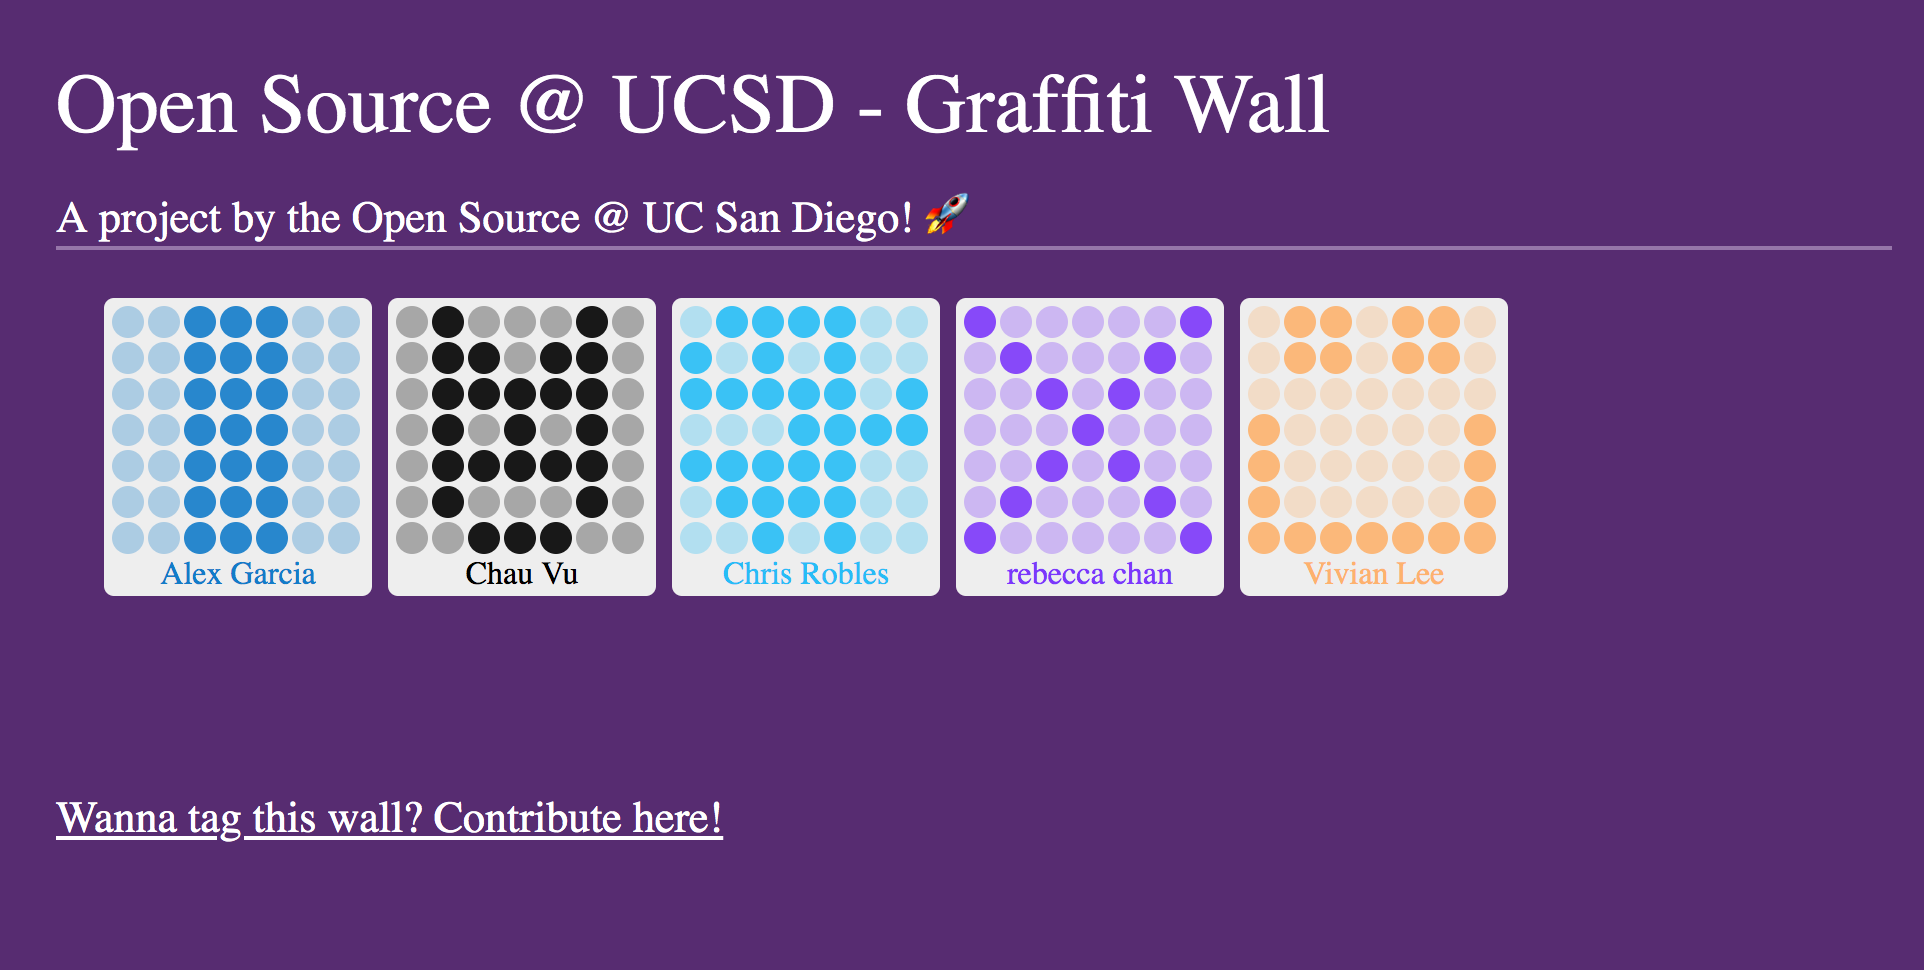 Open Source @ UCSD - Graffiti Wall
A project by the Open Source @ UC San Diego! 🚀
Alex Garcia
Chau Vu
Chris Robles
rebecca chan
Vivian Lee
Wanna tag this wall? Contribute here!